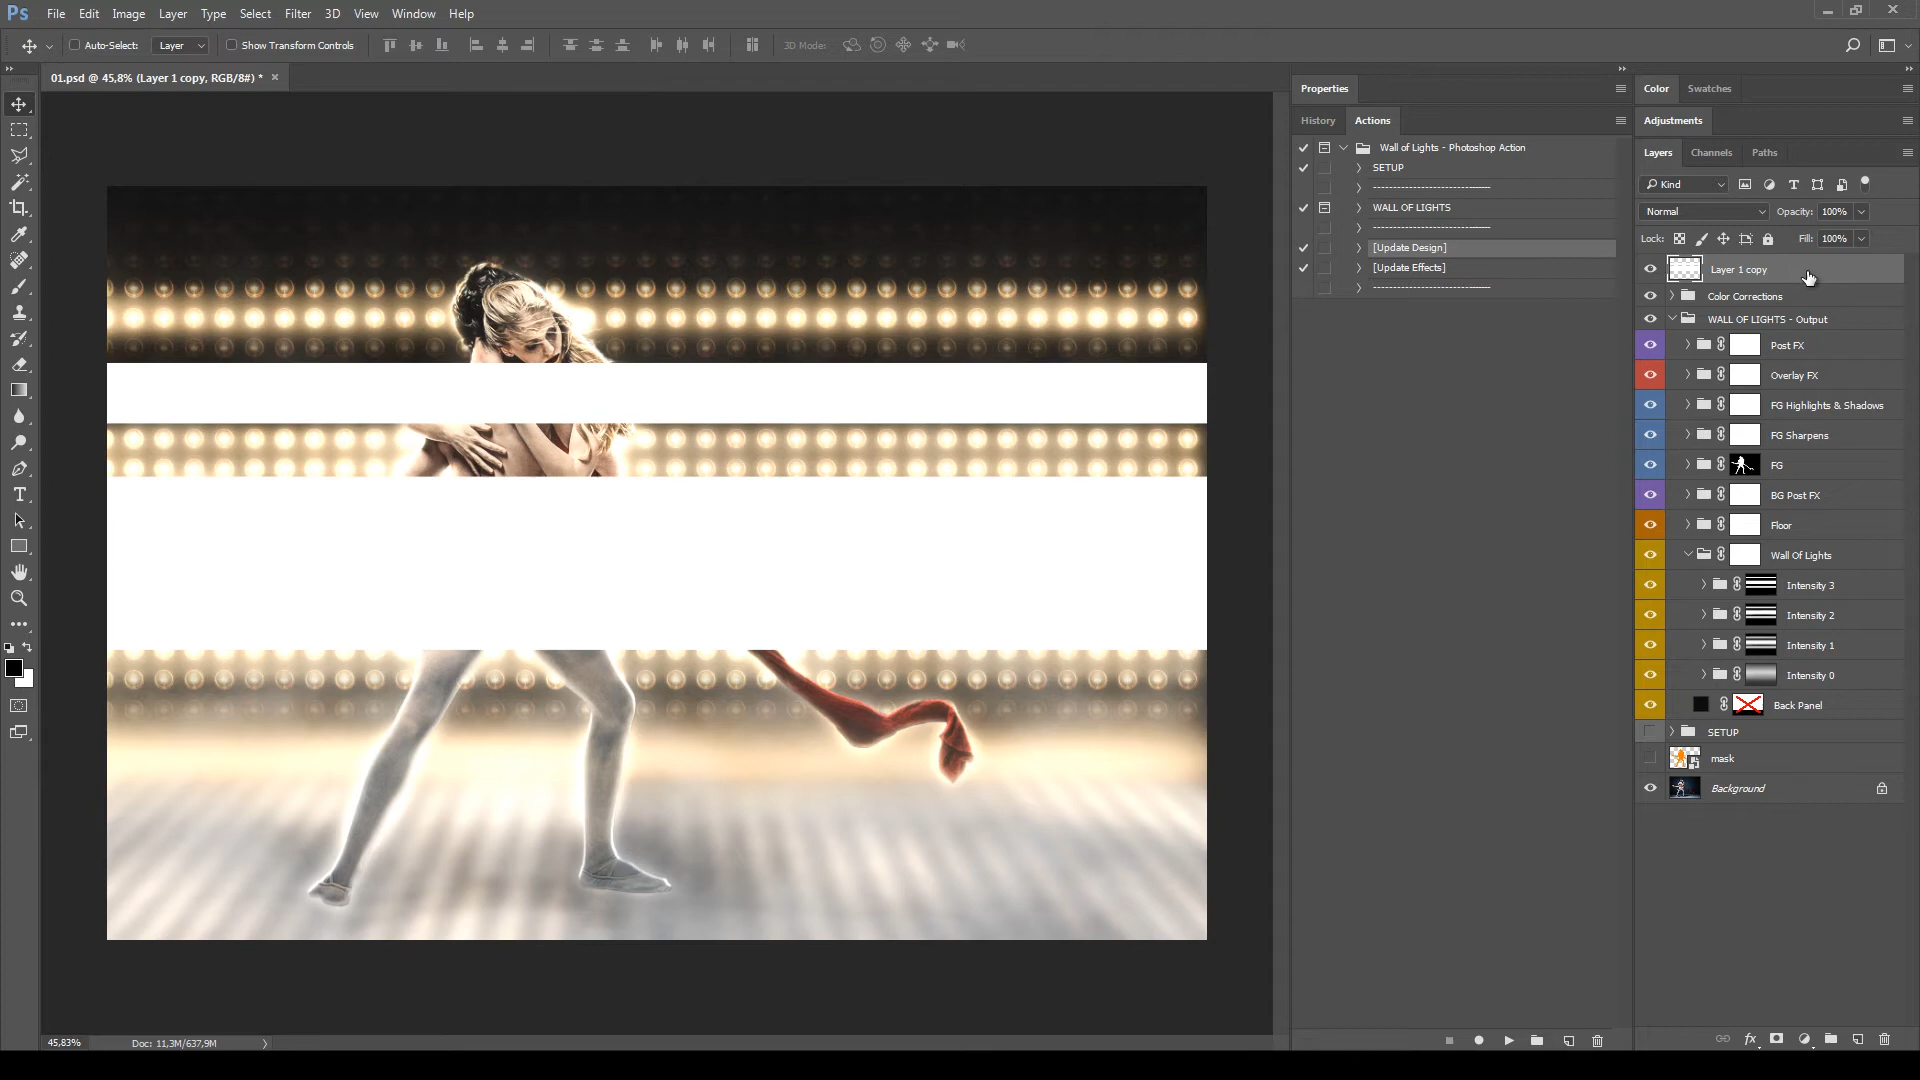 Ps File Edit Image Layer Type Select Filter 3D View Window Help
Auto-Select: Layer Show Transform Controls 3D Mode:
01.psd @ 45,8% (Layer 1 copy, RGB/8#) *
Properties
History Actions
Wall of Lights - Photoshop Action
SETUP
-------------------------------
WALL OF LIGHTS
-------------------------------
[Update Design]
[Update Effects]
-------------------------------
Color Swatches
Adjustments
Layers Channels Paths
Kind
Normal Opacity: 100%
Lock: Fill: 100%
Layer 1 copy
Color Corrections
WALL OF LIGHTS - Output
Post FX
Overlay FX
FG Highlights & Shadows
FG Sharpens
FG
BG Post FX
Floor
Wall Of Lights
Intensity 3
Intensity 2
Intensity 1
Intensity 0
Back Panel
SETUP
mask
Background
45,83% Doc: 11,3M/637,9M